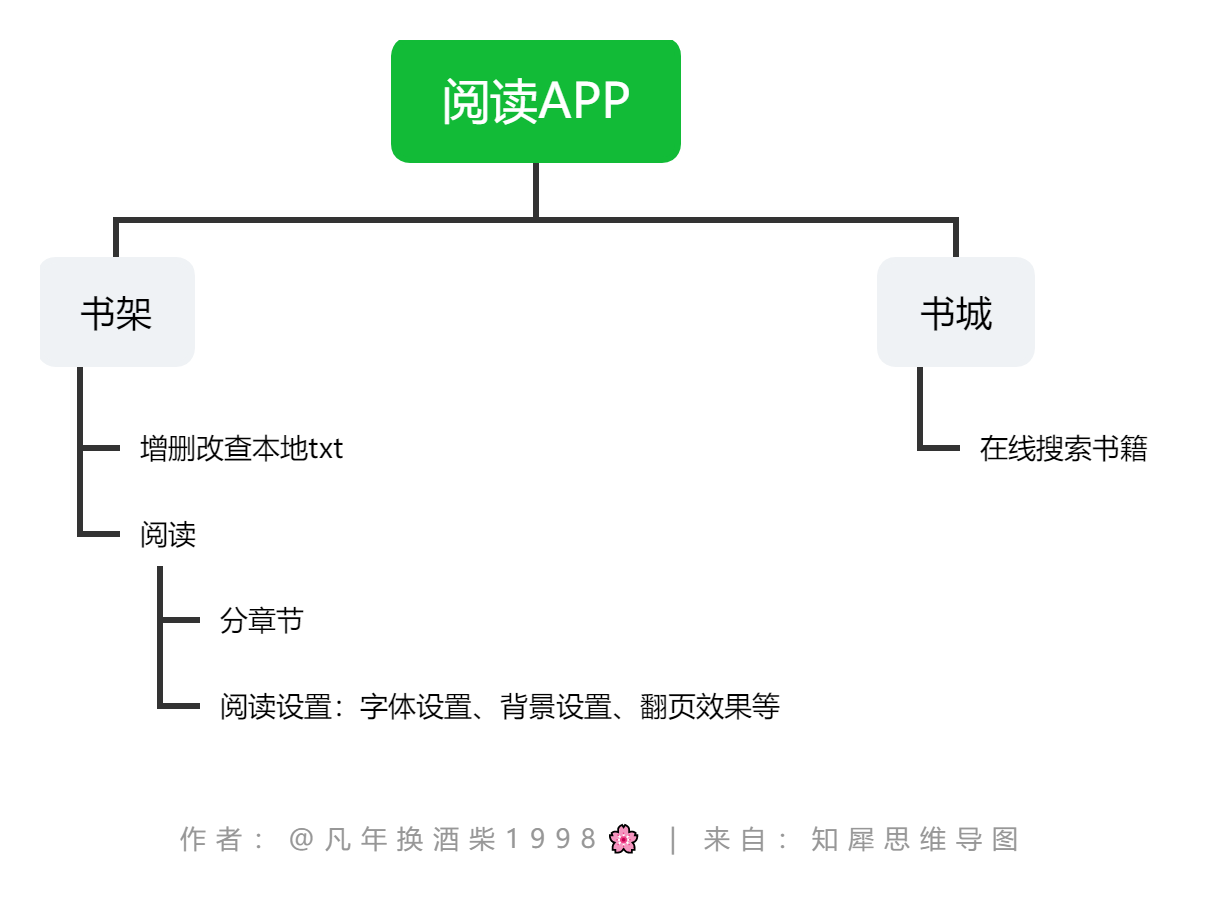 阅读APP
书架
书城
增删改查本地txt
在线搜索书籍
阅读
分章节
阅读设置：字体设置、背景设置、翻页效果等
作者：@凡年换酒柴1998🌸 | 来自：知犀思维导图